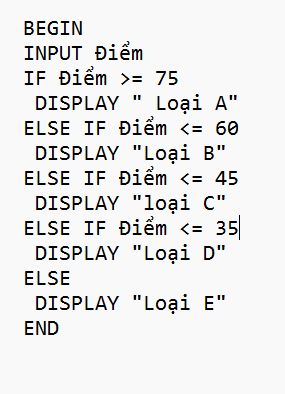 BEGIN
INPUT Điểm
IF Điểm >= 75
 DISPLAY " Loại A"
ELSE IF Điểm <= 60
 DISPLAY "Loại B"
ELSE IF Điểm <= 45
 DISPLAY "loại C"
ELSE IF Điểm <= 35
 DISPLAY "Loại D"
ELSE
 DISPLAY "Loại E"
END